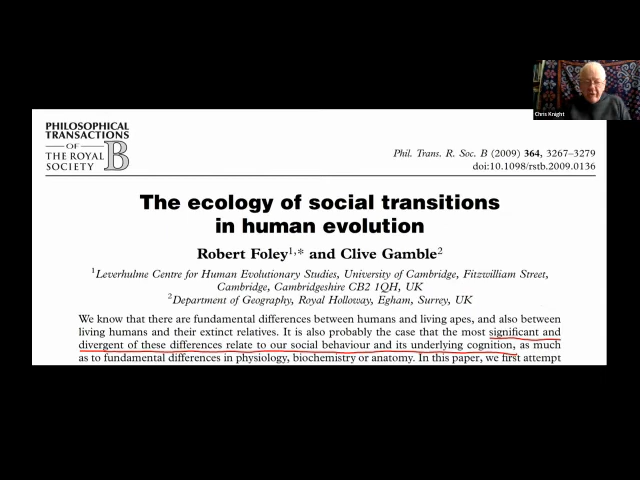 Chris Knight
PHILOSOPHICAL
TRANSACTIONS
OF
THE ROYAL
SOCIETY
B
Phil. Trans. R. Soc. B (2009) 364, 3267–3279
doi:10.1098/rstb.2009.0136
The ecology of social transitions
in human evolution
Robert Foley1,* and Clive Gamble2
1Leverhulme Centre for Human Evolutionary Studies, University of Cambridge, Fitzwilliam Street,
Cambridge, Cambridgeshire CB2 1QH, UK
2Department of Geography, Royal Holloway, Egham, Surrey, UK
We know that there are fundamental differences between humans and living apes, and also between
living humans and their extinct relatives. It is also probably the case that the most significant and
divergent of these differences relate to our social behaviour and its underlying cognition, as much
as to fundamental differences in physiology, biochemistry or anatomy. In this paper, we first attempt